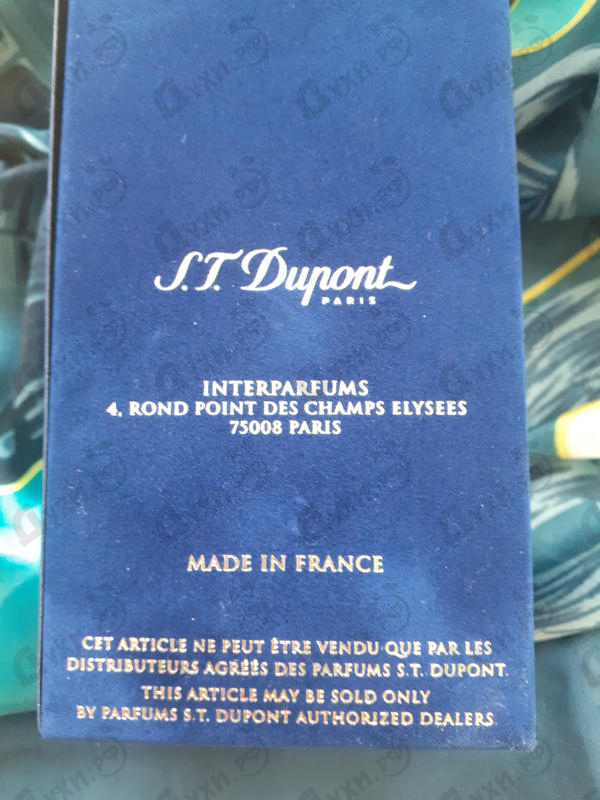 S.T. Dupont
PARIS
INTERPARFUMS
4, ROND POINT DES CHAMPS ELYSEES
75008 PARIS
MADE IN FRANCE
CET ARTICLE NE PEUT ÊTRE VENDU QUE PAR LES
DISTRIBUTEURS AGRÉÉS DES PARFUMS S.T. DUPONT.
THIS ARTICLE MAY BE SOLD ONLY
BY PARFUMS S.T. DUPONT AUTHORIZED DEALERS.
Духи.РФ